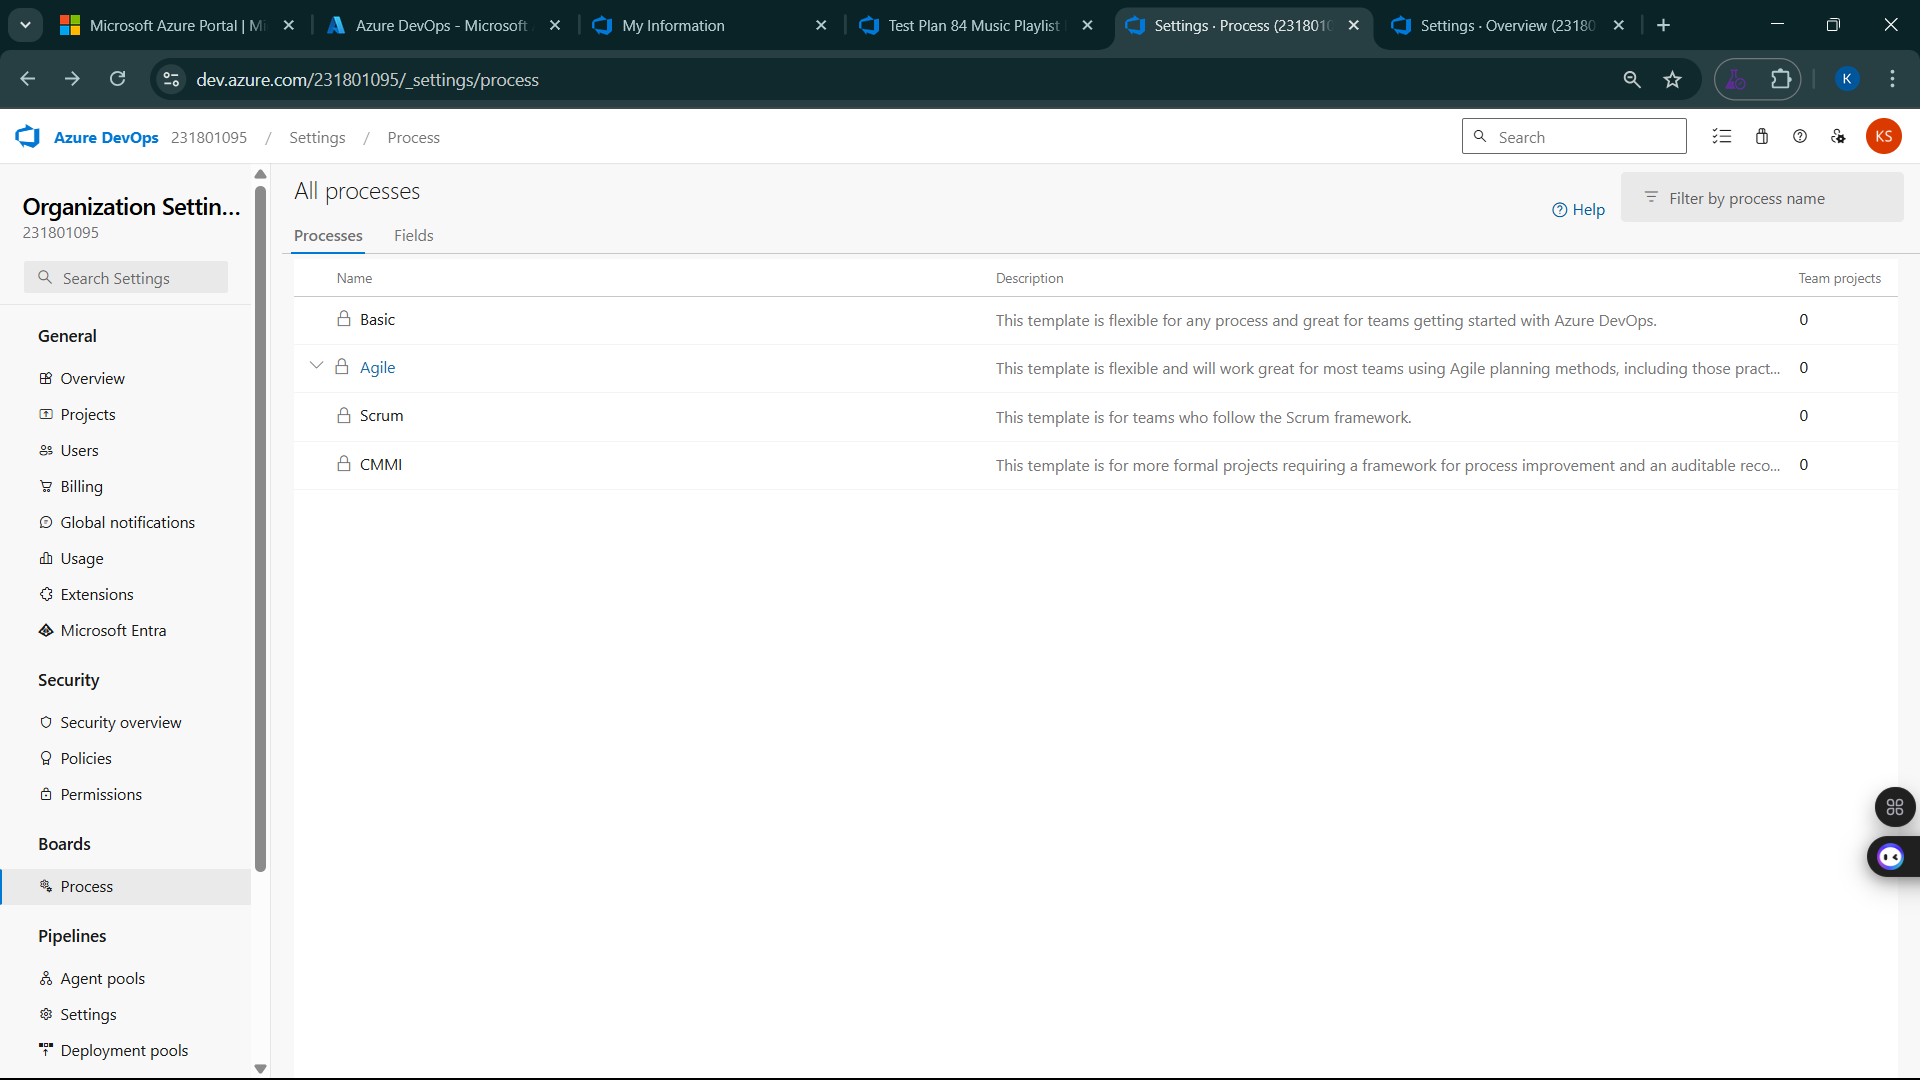 Microsoft Azure Portal | Mi
Azure DevOps - Microsoft A
My Information
Test Plan 84 Music Playlist
Settings · Process (2318010
Settings · Overview (23180
dev.azure.com/231801095/_settings/process
K
Azure DevOps 231801095 / Settings / Process
Search
KS
Organization Settin...
231801095
Search Settings
General
Overview
Projects
Users
Billing
Global notifications
Usage
Extensions
Microsoft Entra
Security
Security overview
Policies
Permissions
Boards
Process
Pipelines
Agent pools
Settings
Deployment pools
All processes
Help
Filter by process name
Processes Fields
Name Description Team projects
Basic This template is flexible for any process and great for teams getting started with Azure DevOps. 0
Agile This template is flexible and will work great for most teams using Agile planning methods, including those pract... 0
Scrum This template is for teams who follow the Scrum framework. 0
CMMI This template is for more formal projects requiring a framework for process improvement and an auditable reco... 0